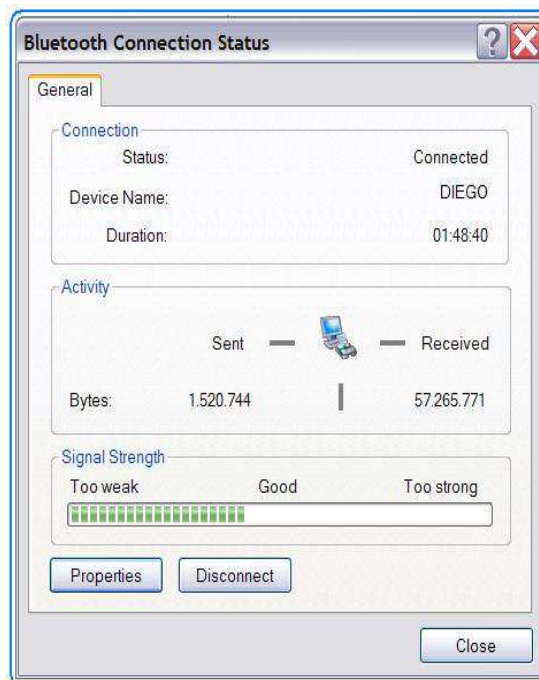 Bluetooth Connection Status ?
General
Connection
Status: Connected
Device Name: DIEGO
Duration: 01:48:40
Activity
Sent Received
Bytes: 1.520.744 57.265.771
Signal Strength
Too weak Good Too strong
Properties Disconnect
Close